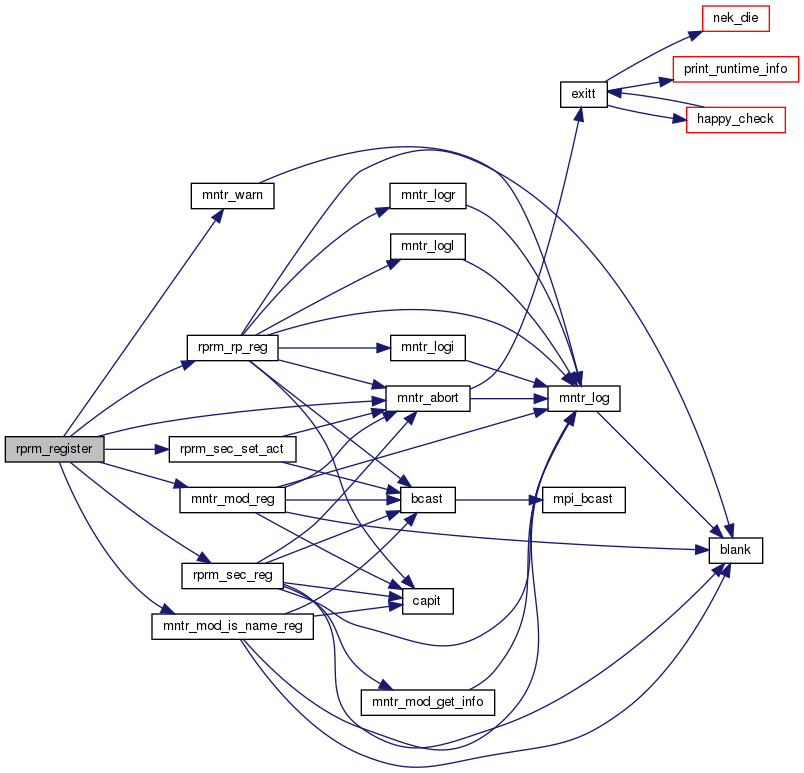 nek_die
print_runtime_info
exitt
happy_check
mntr_warn
mntr_logr
mntr_logl
rprm_rp_reg
mntr_logi
mntr_abort
mntr_log
rprm_register
rprm_sec_set_act
mntr_mod_reg
bcast
mpi_bcast
blank
rprm_sec_reg
capit
mntr_mod_is_name_reg
mntr_mod_get_info